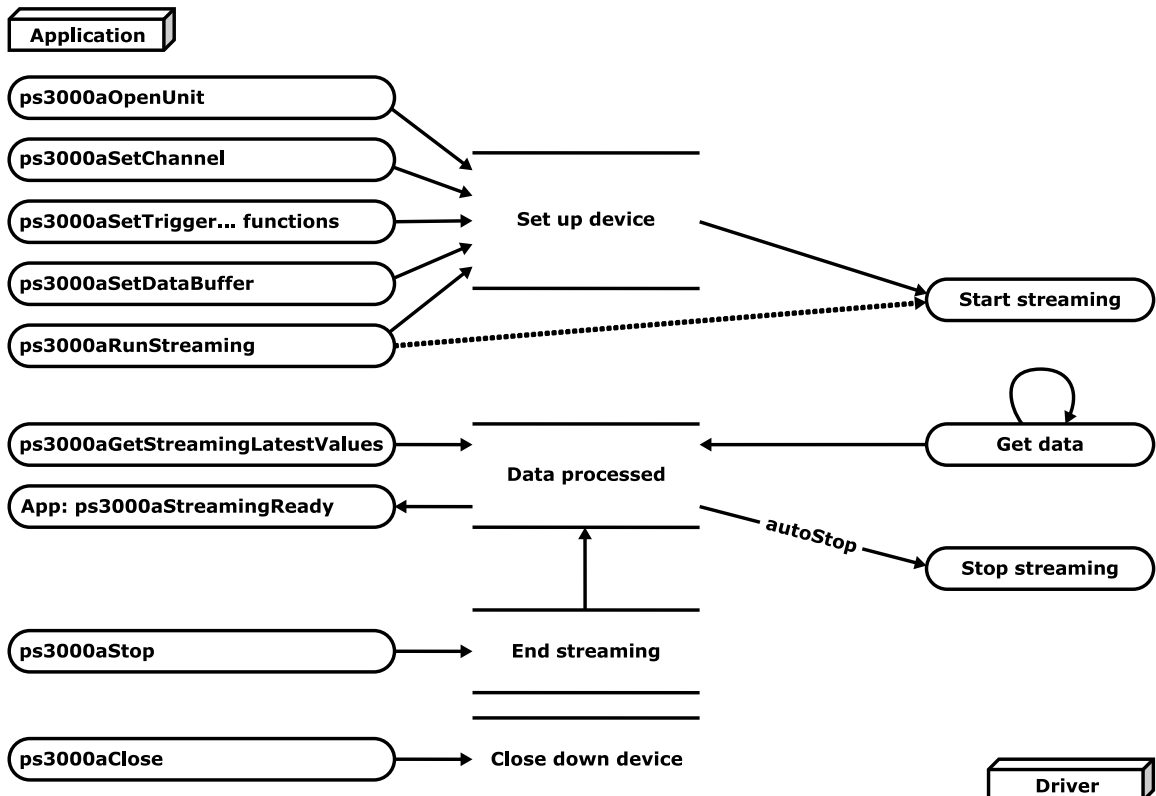 Application
ps3000aOpenUnit
ps3000aSetChannel
ps3000aSetTrigger... functions
Set up device
ps3000aSetDataBuffer
Start streaming
ps3000aRunStreaming
ps3000aGetStreamingLatestValues
Get data
Data processed
App: ps3000aStreamingReady
autoStop
Stop streaming
ps3000aStop
End streaming
ps3000aClose
Close down device
Driver